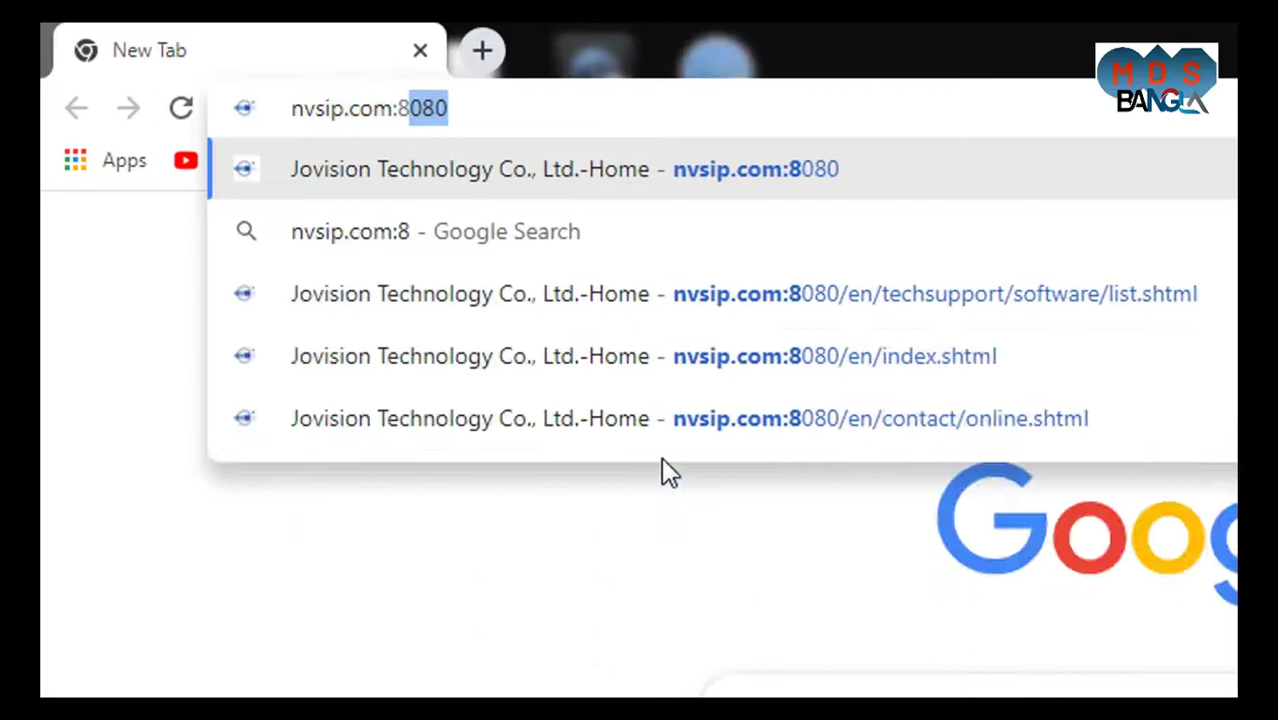 New Tab
MDS
BANGLA
nvsip.com:8080
Apps
Jovision Technology Co., Ltd.-Home - nvsip.com:8080
nvsip.com:8 - Google Search
Jovision Technology Co., Ltd.-Home - nvsip.com:8080/en/techsupport/software/list.shtml
Jovision Technology Co., Ltd.-Home - nvsip.com:8080/en/index.shtml
Jovision Technology Co., Ltd.-Home - nvsip.com:8080/en/contact/online.shtml
Goog